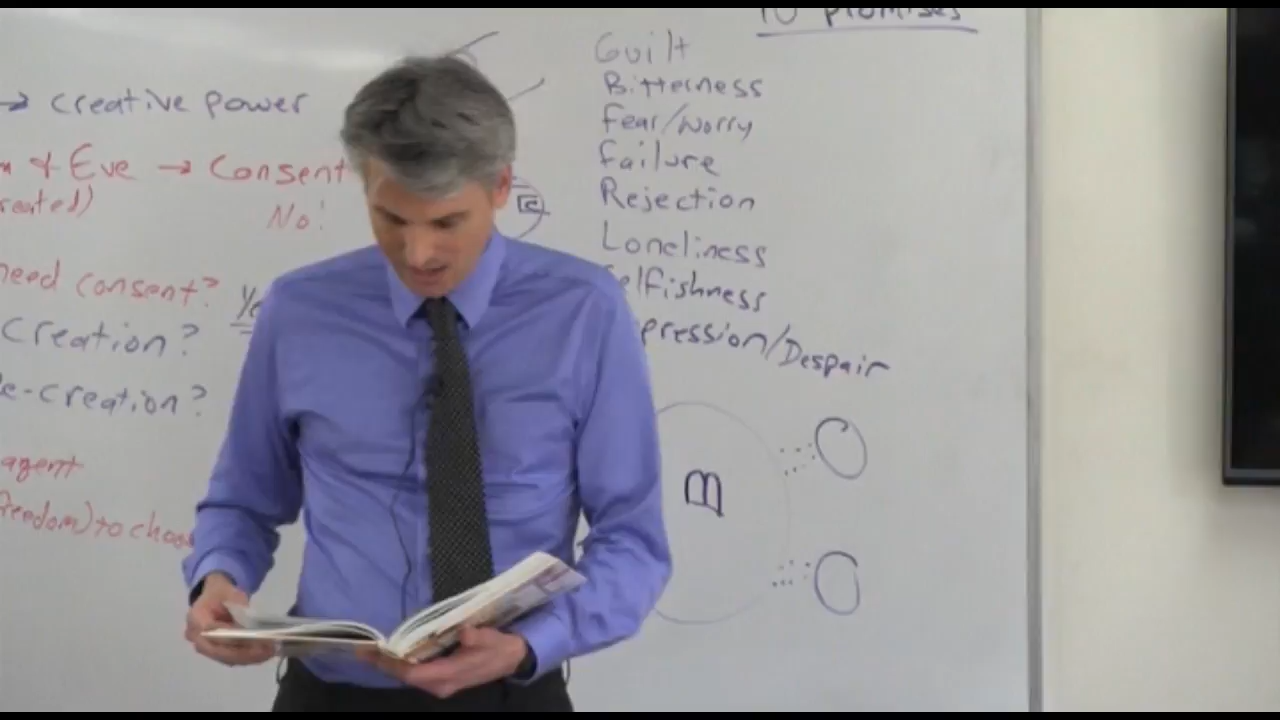 → creative power
m & Eve → Consent
reated) No!
need consent?
Creation?
e-creation?
agent
freedom) to choos
10 promises
Guilt
Bitterness
Fear/Worry
Failure
Rejection
Loneliness
elfishness
pression/Despair